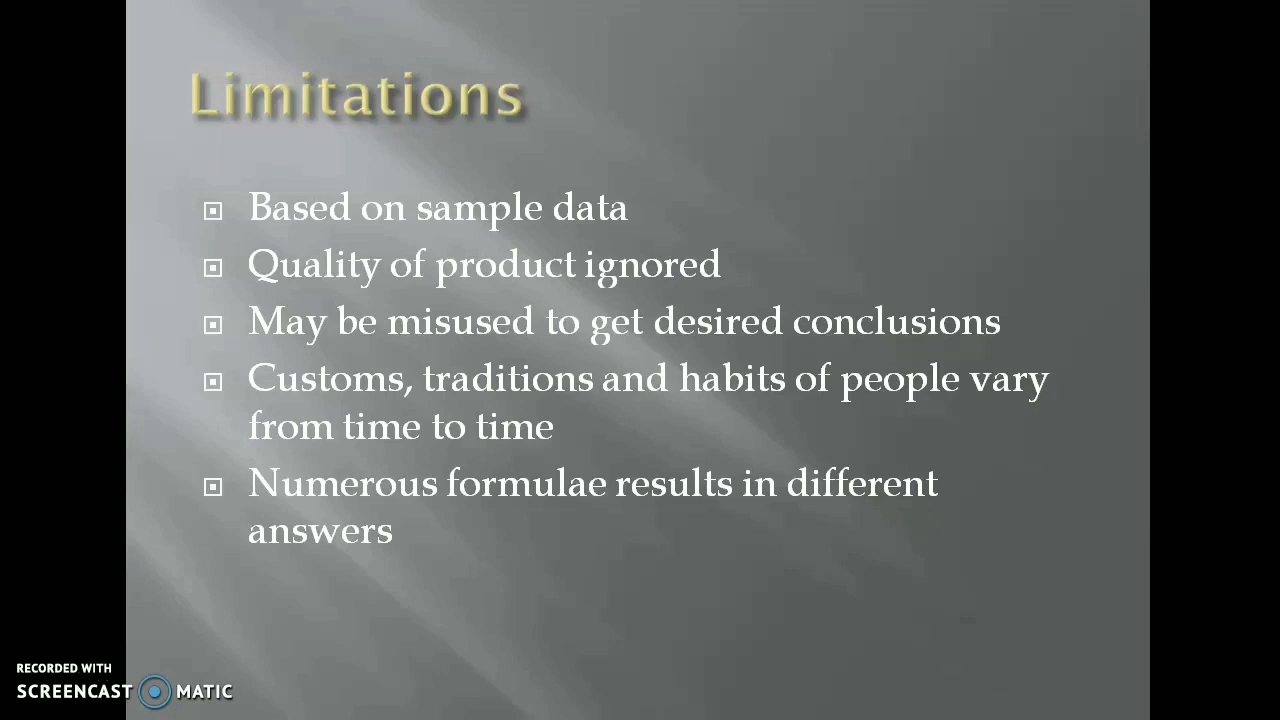 Limitations
Based on sample data
Quality of product ignored
May be misused to get desired conclusions
Customs, traditions and habits of people vary
from time to time
Numerous formulae results in different
answers
RECORDED WITH
SCREENCAST MATIC